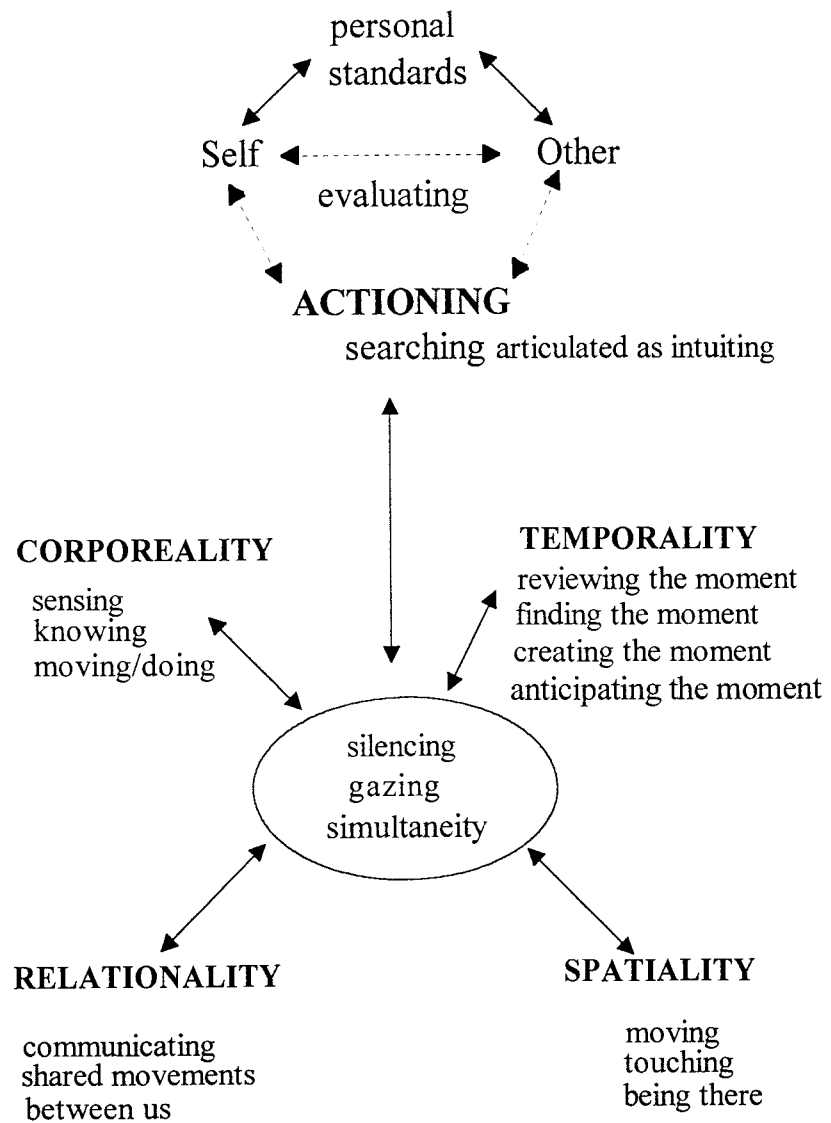 personal
standards
Self
Other
evaluating
ACTIONING
searching articulated as intuiting
CORPOREALITY
sensing
knowing
moving/doing
TEMPORALITY
reviewing the moment
finding the moment
creating the moment
anticipating the moment
silencing
gazing
simultaneity
RELATIONALITY
communicating
shared movements
between us
SPATIALITY
moving
touching
being there